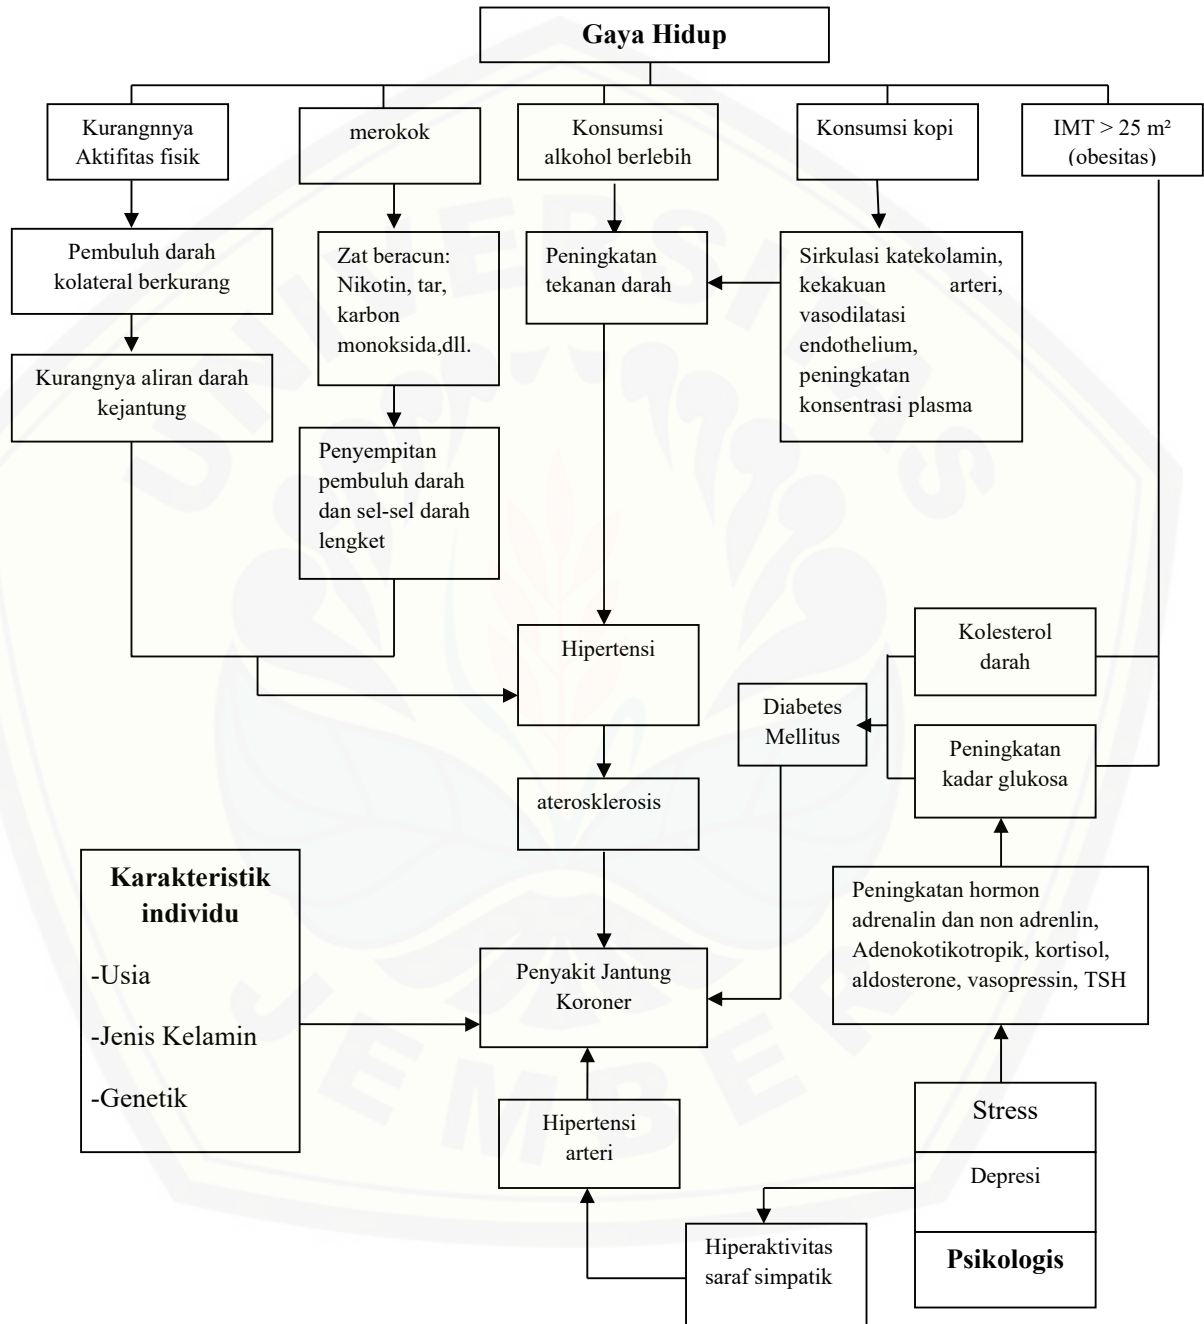 Gaya Hidup
Kurangnnya
Aktifitas fisik
merokok
Konsumsi
alkohol berlebih
Konsumsi kopi
IMT > 25 m²
(obesitas)
Pembuluh darah
kolateral berkurang
Zat beracun:
Nikotin, tar,
karbon
monoksida,dll.
Peningkatan
tekanan darah
Sirkulasi katekolamin,
kekakuan arteri,
vasodilatasi
endothelium,
peningkatan
konsentrasi plasma
Kurangnya aliran darah
kejantung
Penyempitan
pembuluh darah
dan sel-sel darah
lengket
Hipertensi
Kolesterol
darah
Diabetes
Mellitus
Peningkatan
kadar glukosa
aterosklerosis
Karakteristik
individu
-Usia
-Jenis Kelamin
-Genetik
Peningkatan hormon
adrenalin dan non adrenlin,
Adenokotikotropik, kortisol,
aldosterone, vasopressin, TSH
Penyakit Jantung
Koroner
Hipertensi
arteri
Stress
Depresi
Psikologis
Hiperaktivitas
saraf simpatik
UNIVERSITAS
JEMBER